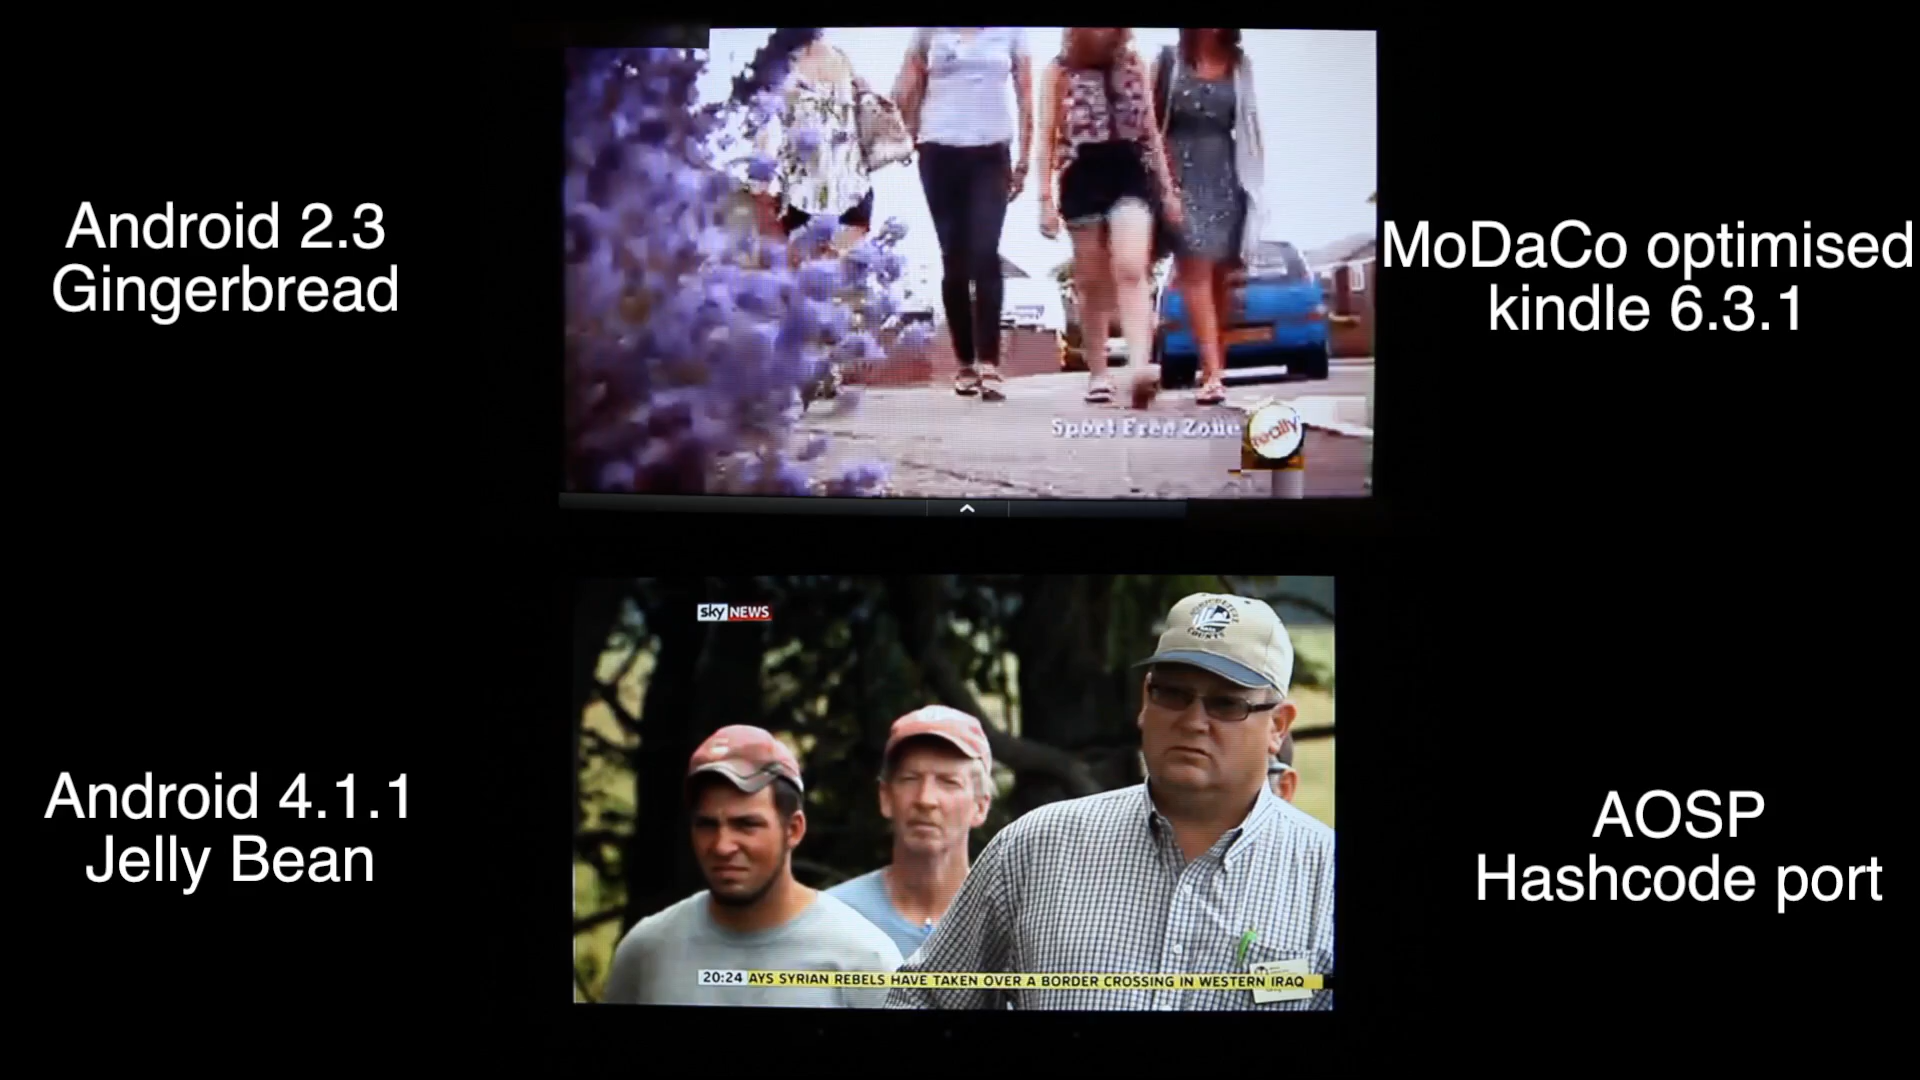 Android 2.3
Gingerbread
MoDaCo optimised
kindle 6.3.1
Sport Free Zone
really
sky NEWS
COUNTY
20:24 AYS SYRIAN REBELS HAVE TAKEN OVER A BORDER CROSSING IN WESTERN IRAQ
Android 4.1.1
Jelly Bean
AOSP
Hashcode port